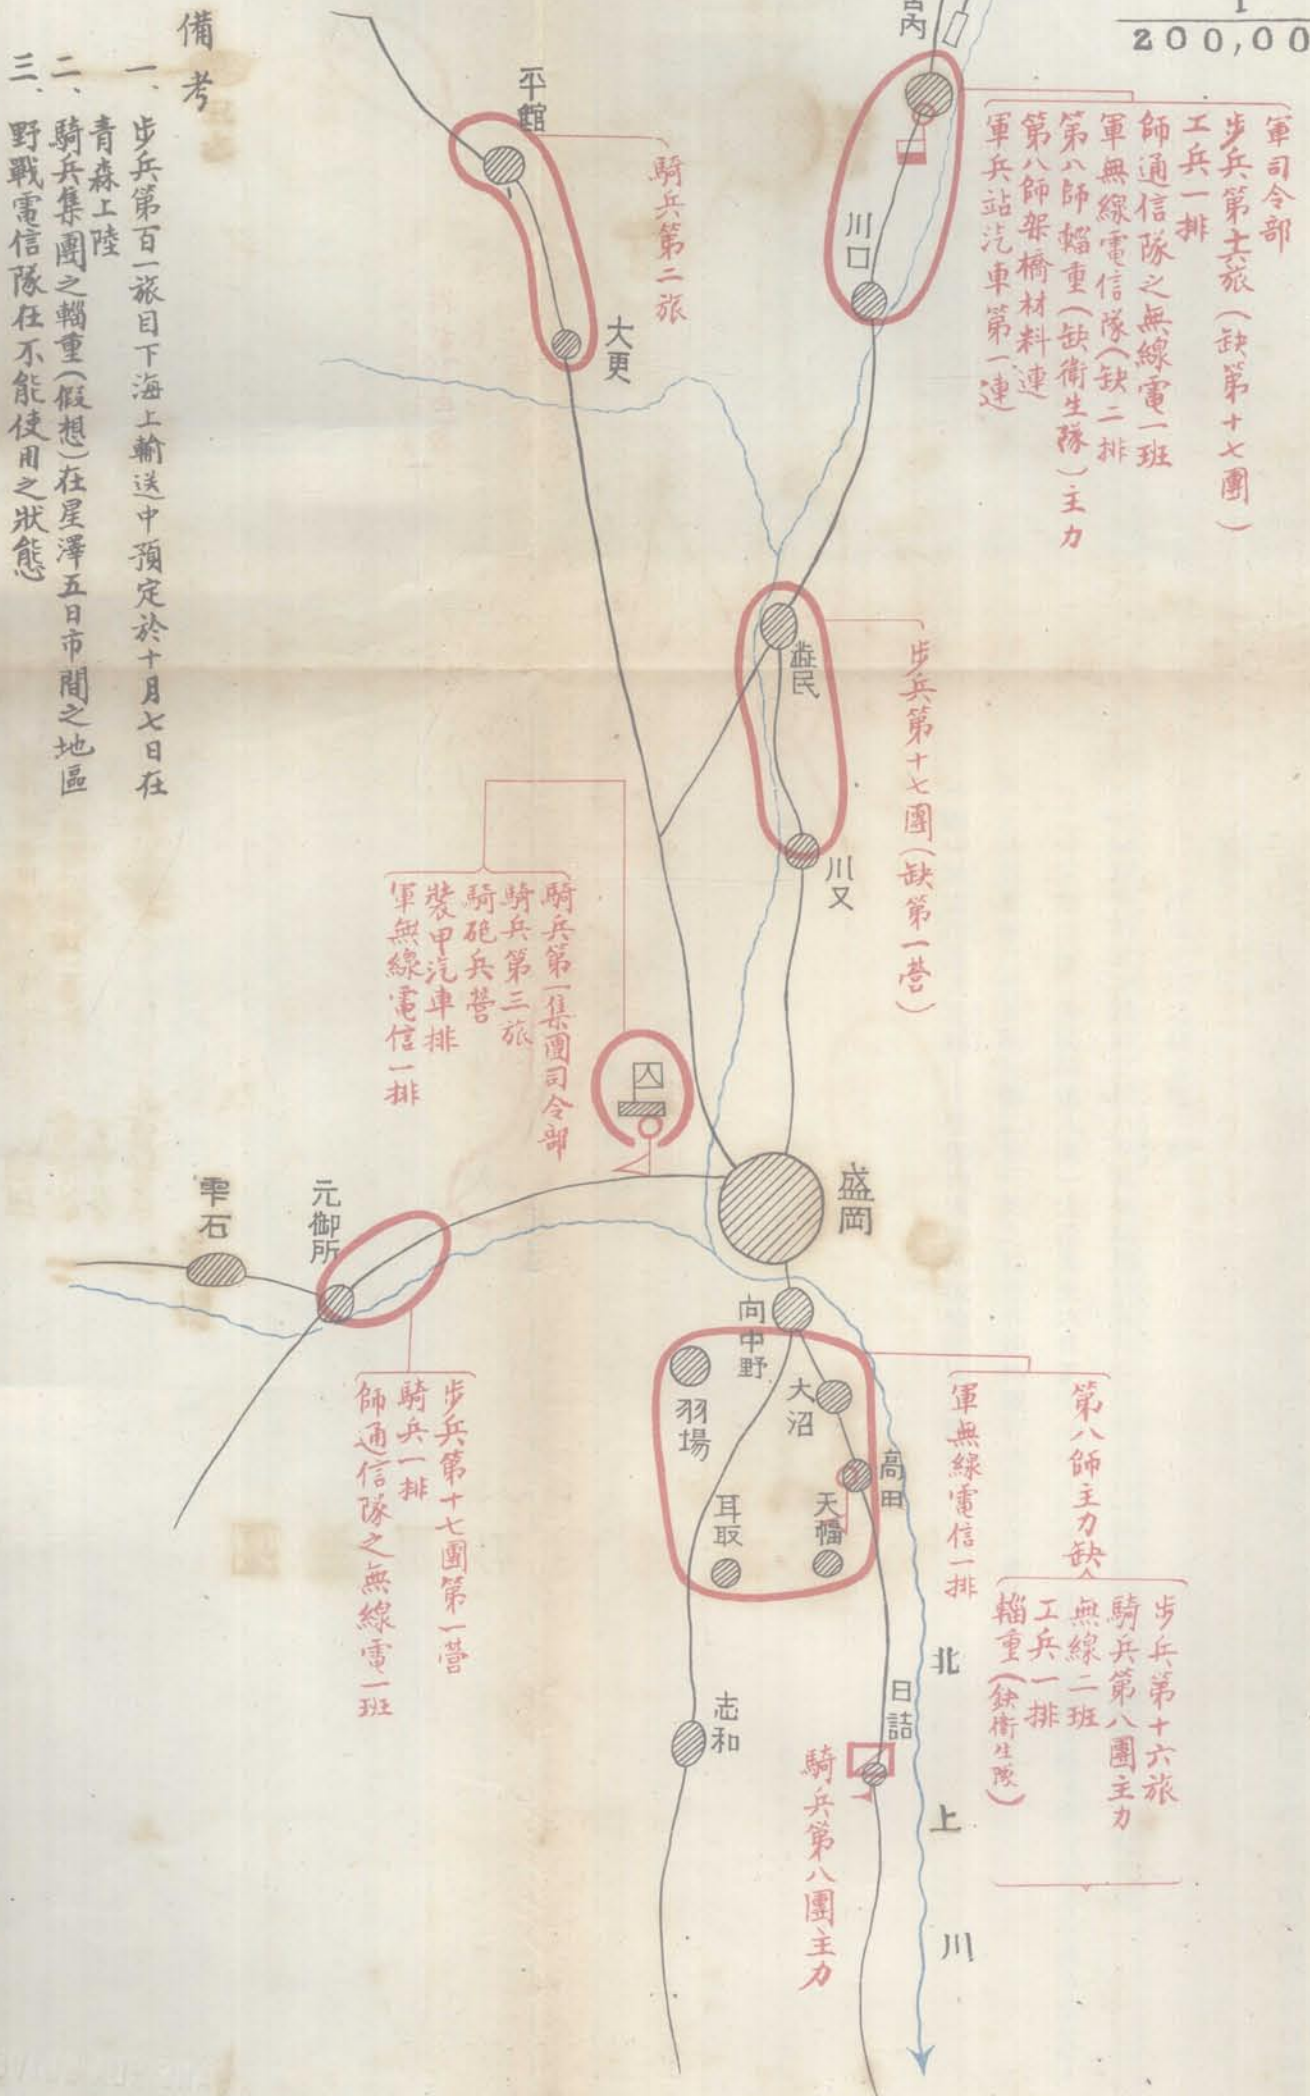 1
200,00
軍司令部
步兵第十六旅(缺第十七團)
工兵一排
師通信隊之無線電一班
軍無線電信隊(缺二排)
第八師輜重(缺衛生隊)主力
第八師架橋材料連
軍兵站汽車第一連
內
川口
平館
騎兵第二旅
大更
澁民
步兵第十七團(缺第一營)
川又
騎兵第一集團司令部
騎兵第三旅
騎砲兵營
裝甲汽車排
軍無線電信一排
盛岡
雫石
元御所
步兵第十七團第一營
騎兵一排
師通信隊之無線電一班
向中野
羽場
大沼
高田
耳取
天幡
第八師主力缺
步兵第十六旅
騎兵第八團主力
無線二班
工兵一排
輜重(缺衛生隊)
軍無線電信一排
日詰
志和
騎兵第八團主力
北上川
備考
一、步兵第百一旅目下海上輸送中預定於十月七日在
青森上陸
二、騎兵集團之輜重(假想)在星澤五日市間之地區
三、野戰電信隊在不能使用之狀態